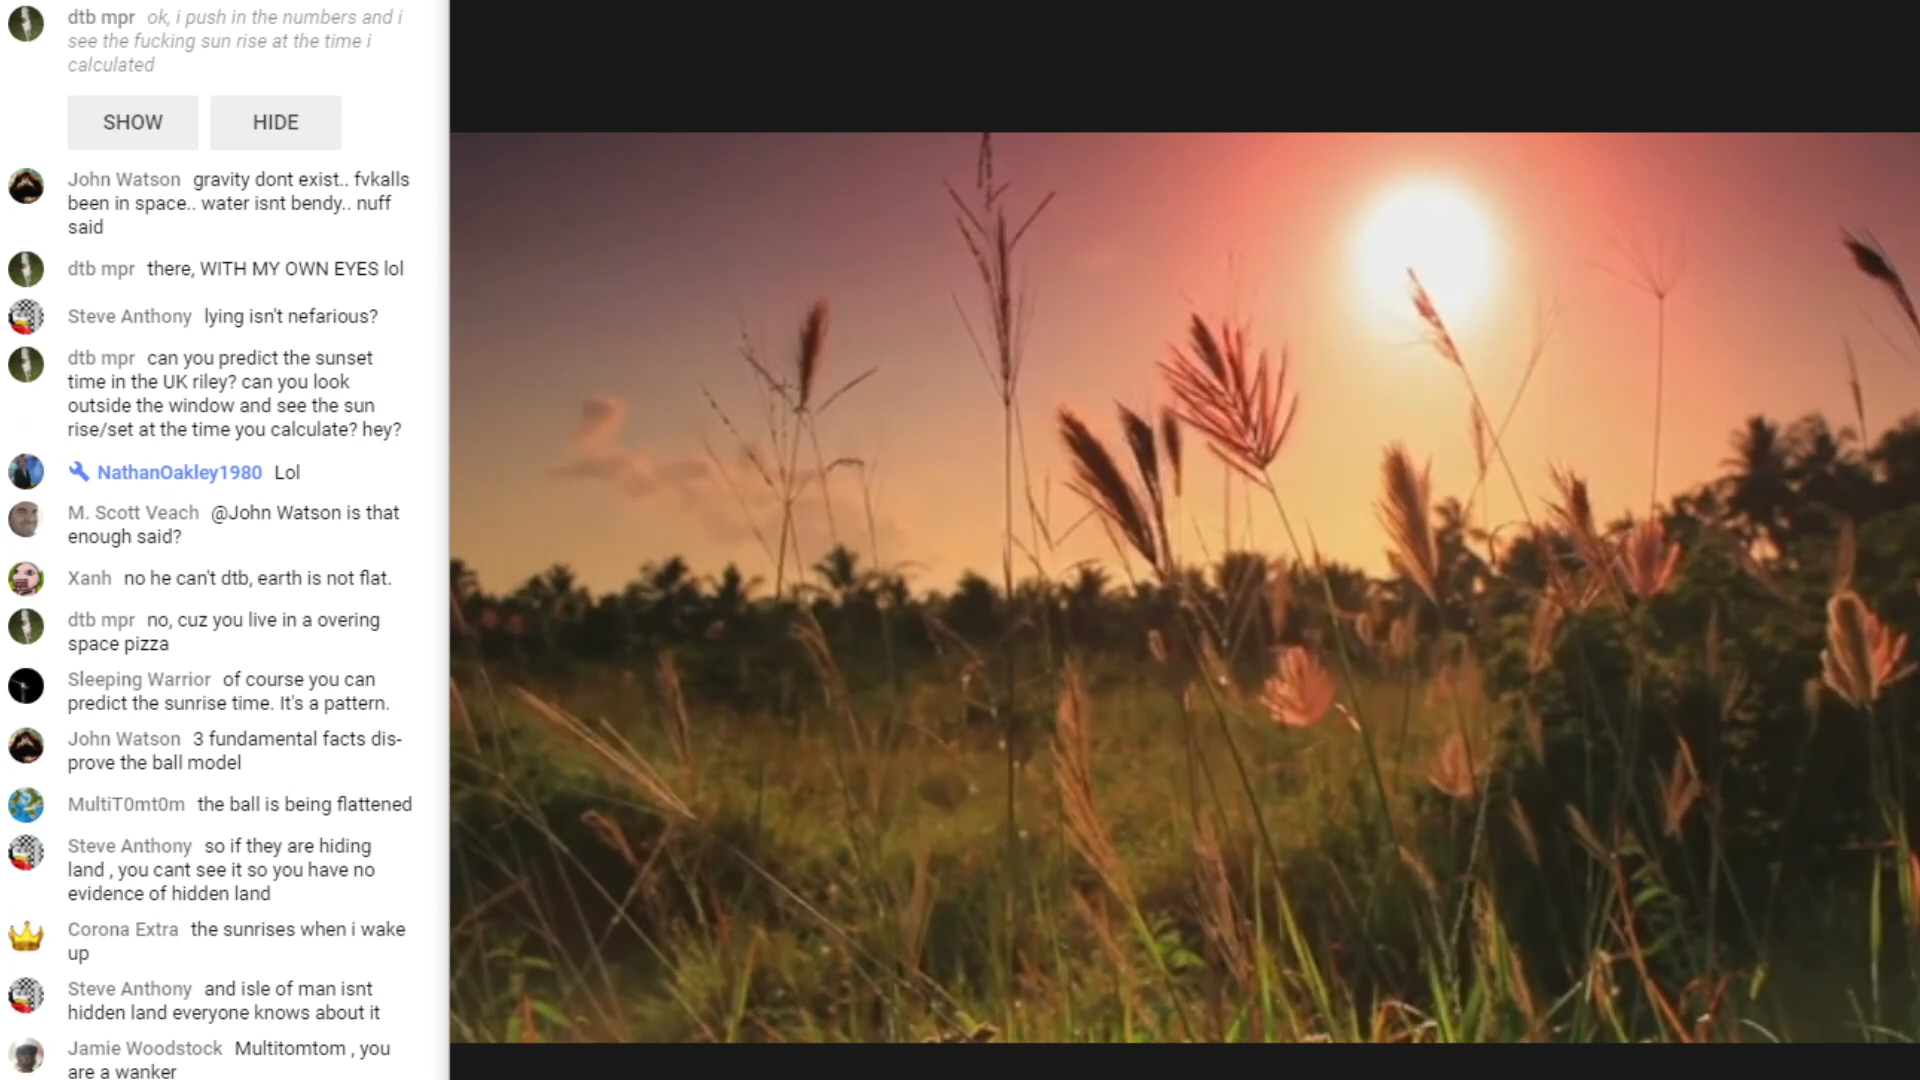 dtb mpr ok, i push in the numbers and i
see the fucking sun rise at the time i
calculated
SHOW HIDE
John Watson gravity dont exist.. fvkalls
been in space.. water isnt bendy.. nuff
said
dtb mpr there, WITH MY OWN EYES lol
Steve Anthony lying isn't nefarious?
dtb mpr can you predict the sunset
time in the UK riley? can you look
outside the window and see the sun
rise/set at the time you calculate? hey?
NathanOakley1980 Lol
M. Scott Veach @John Watson is that
enough said?
Xanh no he can't dtb, earth is not flat.
dtb mpr no, cuz you live in a overing
space pizza
Sleeping Warrior of course you can
predict the sunrise time. It's a pattern.
John Watson 3 fundamental facts dis-
prove the ball model
MultiT0mt0m the ball is being flattened
Steve Anthony so if they are hiding
land , you cant see it so you have no
evidence of hidden land
Corona Extra the sunrises when i wake
up
Steve Anthony and isle of man isnt
hidden land everyone knows about it
Jamie Woodstock Multitomtom , you
are a wanker